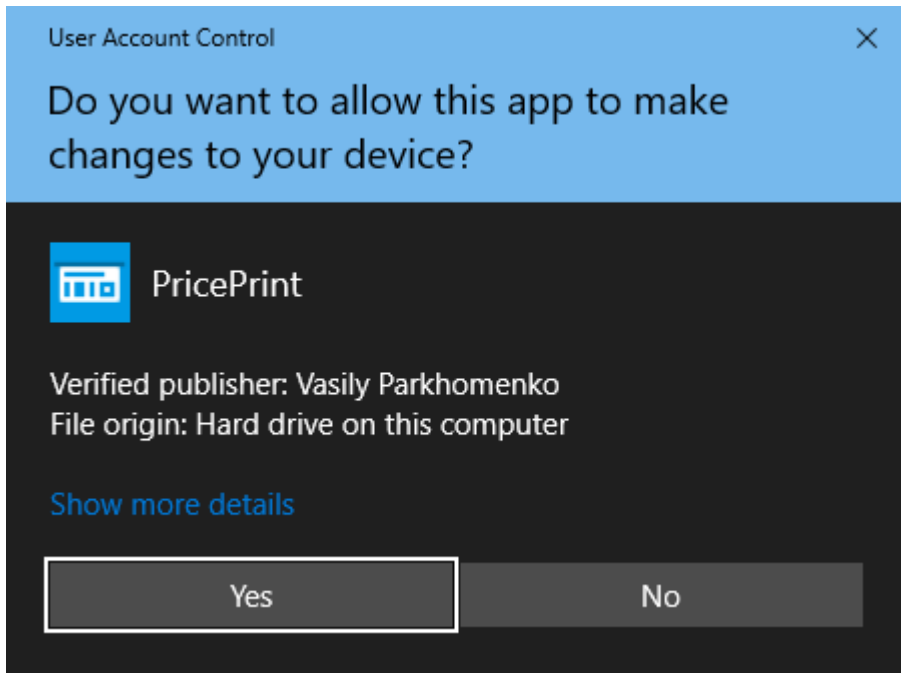 User Account Control
Do you want to allow this app to make
changes to your device?
PricePrint
Verified publisher: Vasily Parkhomenko
File origin: Hard drive on this computer
Show more details
Yes
No